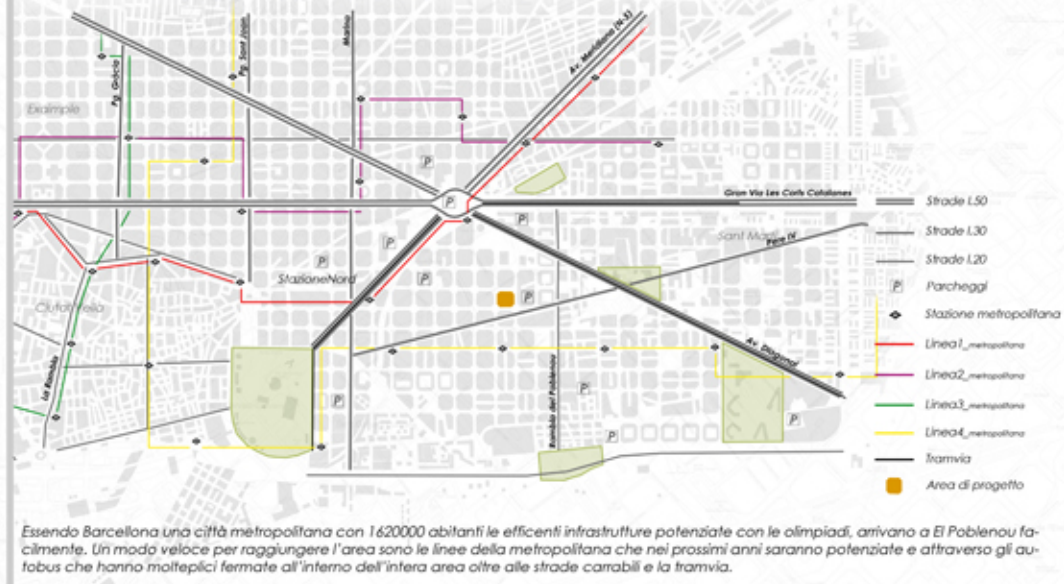 Av. Meridiana (N-S)
Marina
Pg. Sant Joan
Pg. Gràcia
Exaimple
P
Gran Via Les Corts Catalanes
P
P
Sant Martí
Pere IV
P
P
StazioneNord
P
P
Ciutat Vella
La Rambla
Av. Diagonal
Rambla del Poblenou
P
P
P
P
Strade l.50
Strade l.30
Strade l.20
P Parcheggi
Stazione metropolitana
Linea1_metropolitana
Linea2_metropolitana
Linea3_metropolitana
Linea4_metropolitana
Tramvia
Area di progetto
Essendo Barcellona una città metropolitana con 1620000 abitanti le efficenti infrastrutture potenziate con le olimpiadi, arrivano a El Poblenou fa-
cilmente. Un modo veloce per raggiungere l'area sono le linee della metropolitana che nei prossimi anni saranno potenziate e attraverso gli au-
tobus che hanno molteplici fermate all'interno dell'intera area oltre alle strade carrabili e la tramvia.